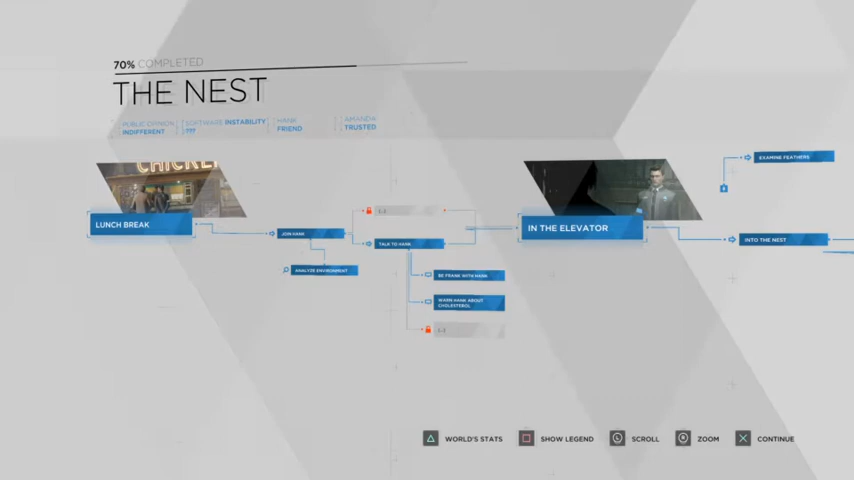 70% COMPLETED
THE NEST
PUBLIC OPINION
INDIFFERENT
SOFTWARE INSTABILITY
???
HANK
FRIEND
AMANDA
TRUSTED
CHICKEN
LUNCH BREAK
JOIN HANK
ANALYZE ENVIRONMENT
(...)
TALK TO HANK
BE FRANK WITH HANK
WARN HANK ABOUT
CHOLESTEROL
(...)
IN THE ELEVATOR
EXAMINE FEATHERS
INTO THE NEST
WORLD'S STATS
SHOW LEGEND
L SCROLL
R ZOOM
CONTINUE